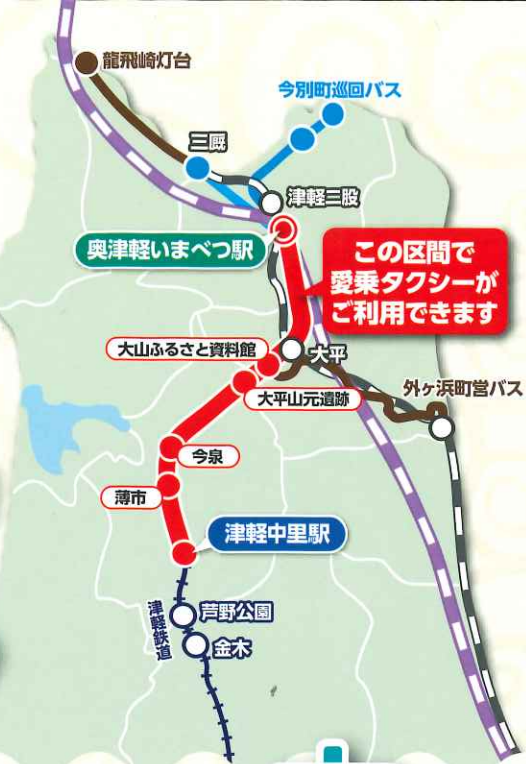 龍飛崎灯台
今別町巡回バス
三厩
津軽二股
奥津軽いまべつ駅
この区間で
愛乗タクシーが
ご利用できます
大山ふるさと資料館
大平
大平山元遺跡
外ヶ浜町営バス
今泉
薄市
津軽中里駅
芦野公園
津軽鉄道
金木